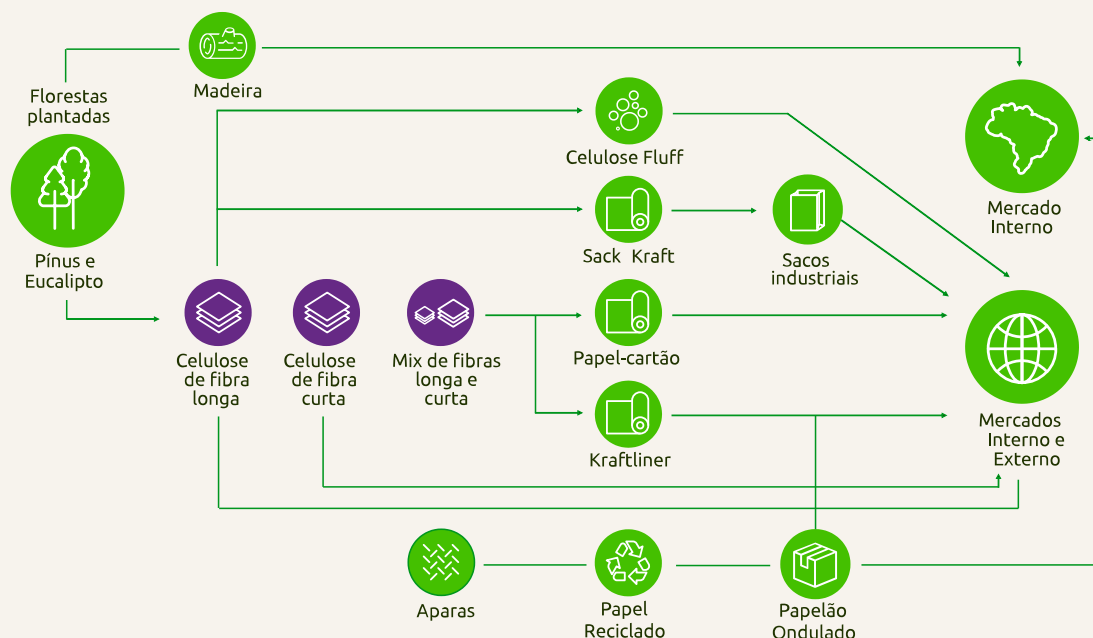 Madeira
Florestas
plantadas
Pínus e
Eucalipto
Celulose Fluff
Sack Kraft
Sacos
industriais
Mercado
Interno
Celulose
de fibra
longa
Celulose
de fibra
curta
Mix de fibras
longa e
curta
Papel-cartão
Kraftliner
Mercados
Interno e
Externo
Aparas
Papel
Reciclado
Papelão
Ondulado